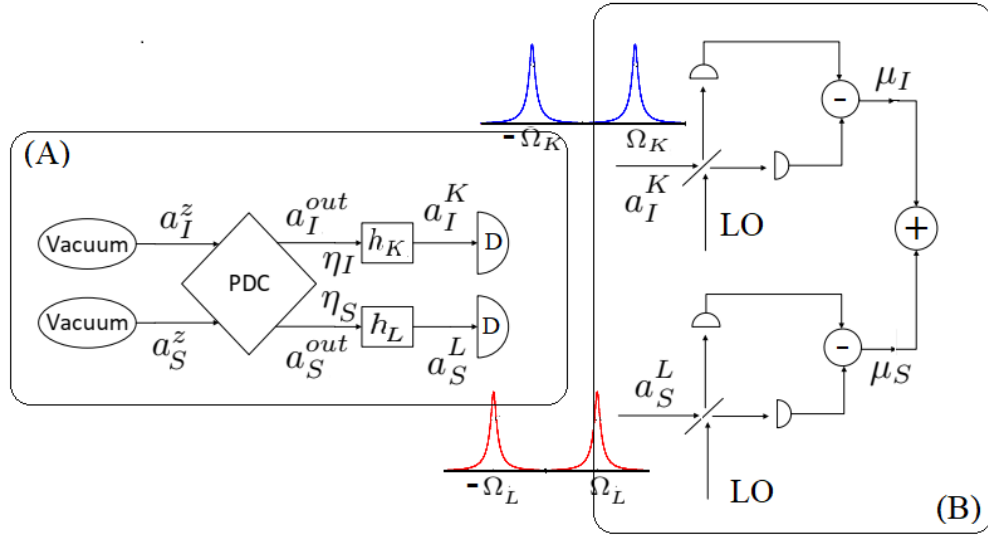 (A)
Vacuum
a_I^z
PDC
a_I^{out}
η_I
h_K
a_I^K
D
Vacuum
a_S^z
a_S^{out}
η_S
h_L
a_S^L
D
-Ω_K
Ω_K
-Ω_L
Ω_L
a_I^K
LO
-
μ_I
+
a_S^L
LO
-
μ_S
(B)